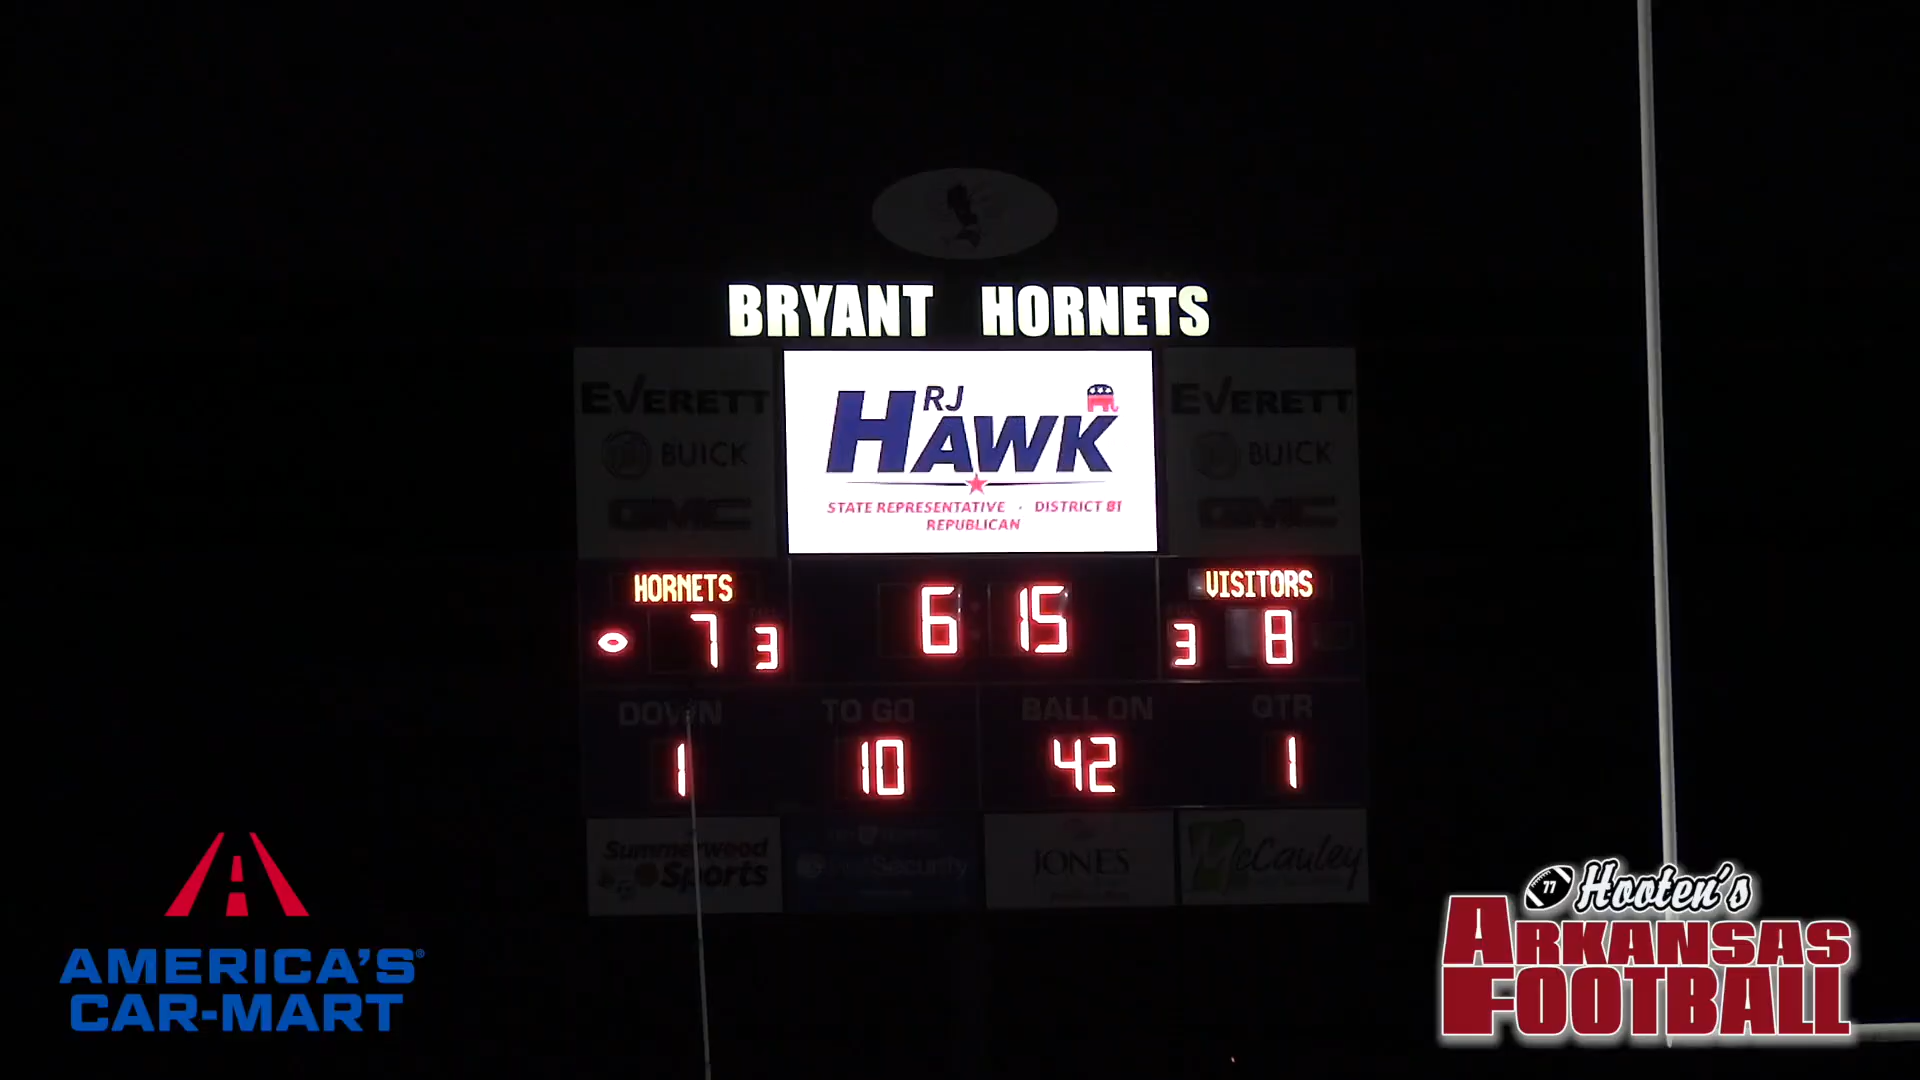 BRYANT HORNETS
EVERETT
BUICK
GMC
RJ
HAWK
STATE REPRESENTATIVE · DISTRICT 81
REPUBLICAN
EVERETT
BUICK
GMC
HORNETS
7 3
6 15
VISITORS
3 8
DOWN TO GO BALL ON QTR
1 10 42 1
Summerwood
Sports
Security
JONES
McCauley
AMERICA'S®
CAR-MART
77 Hooten's
ARKANSAS
FOOTBALL